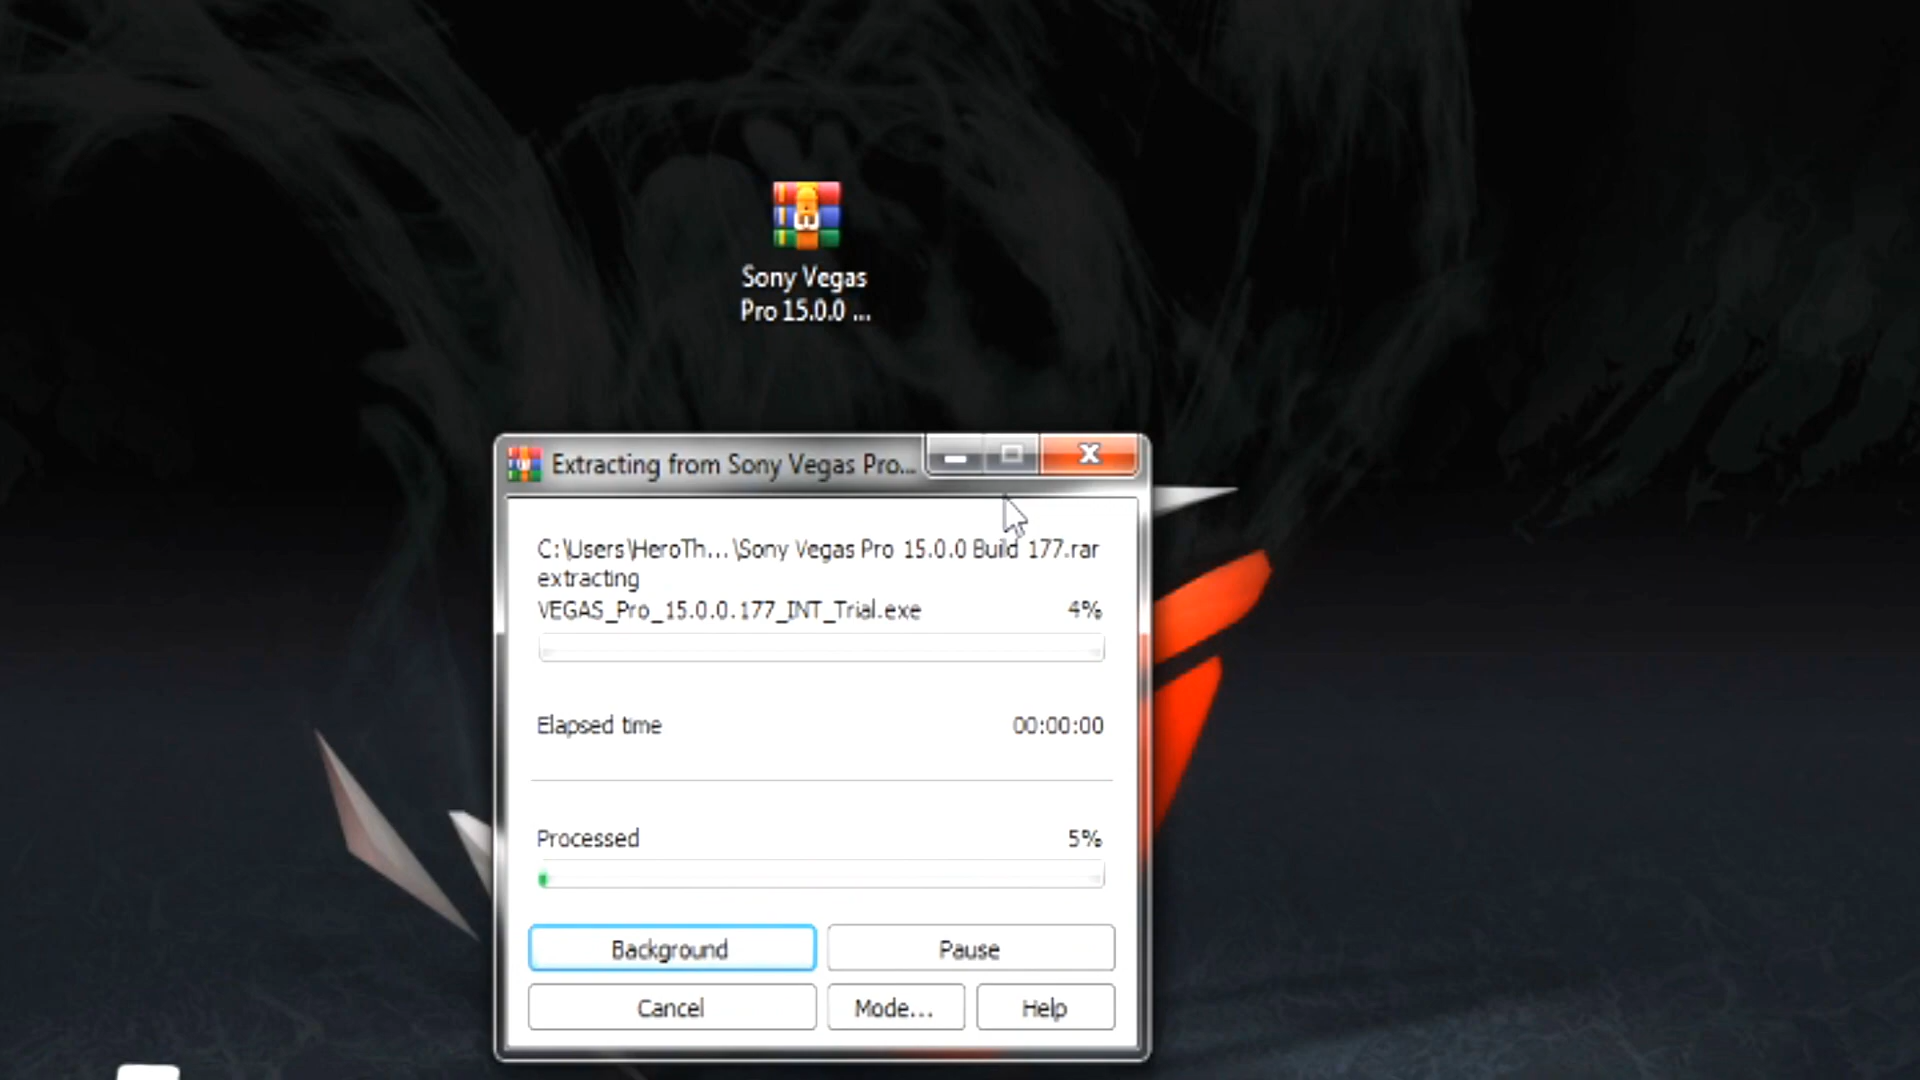 Sony Vegas
Pro 15.0.0 ...
Extracting from Sony Vegas Pro...
C:\Users\HeroTh...\Sony Vegas Pro 15.0.0 Build 177.rar
extracting
VEGAS_Pro_15.0.0.177_INT_Trial.exe 4%
Elapsed time 00:00:00
Processed 5%
Background Pause
Cancel Mode... Help